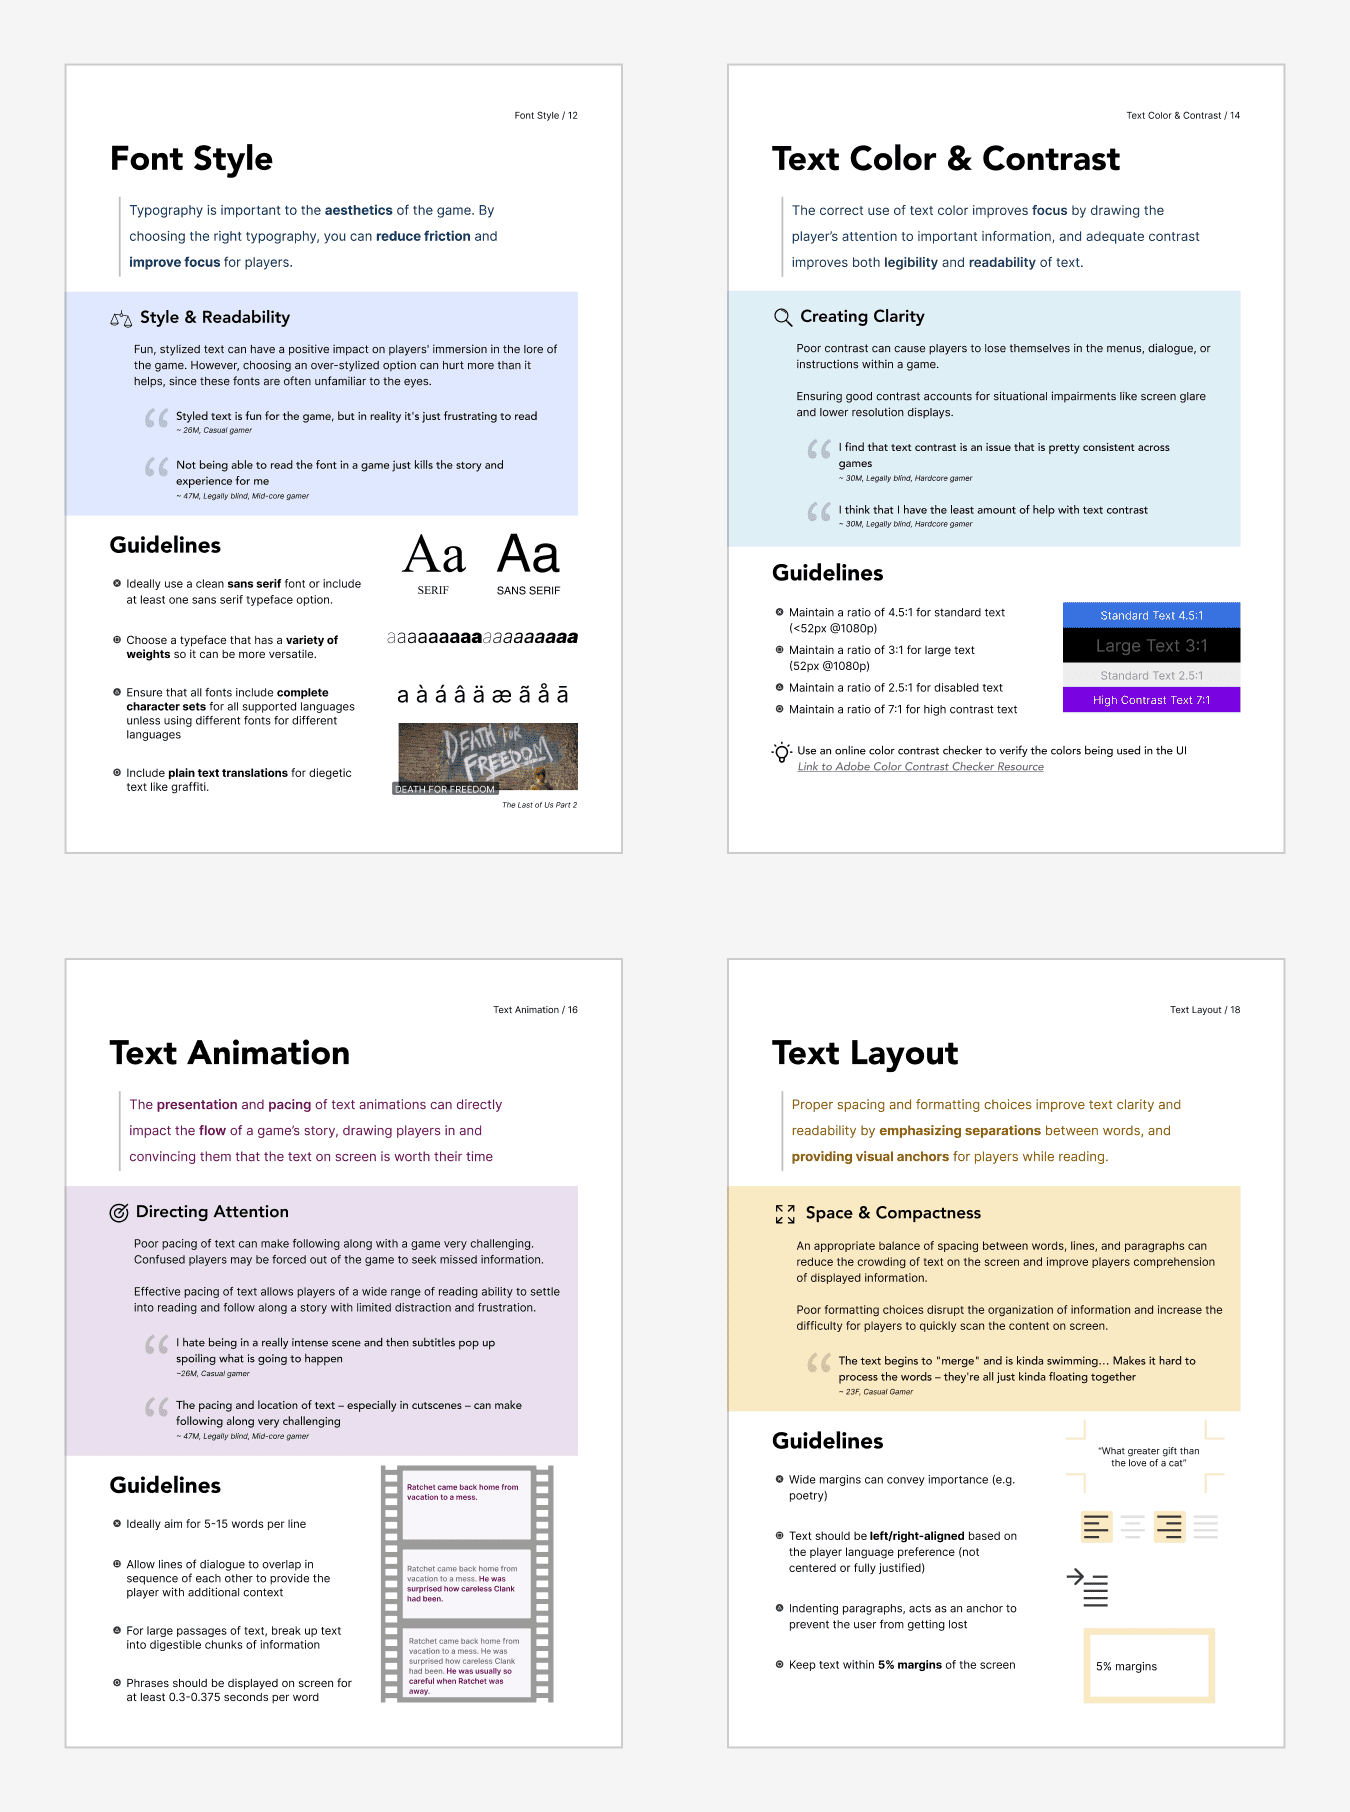 Font Style / 12
Font Style
Typography is important to the aesthetics of the game. By
choosing the right typography, you can reduce friction and
improve focus for players.
Style & Readability
Fun, stylized text can have a positive impact on players' immersion in the lore of
the game. However, choosing an over-stylized option can hurt more than it
helps, since these fonts are often unfamiliar to the eyes.
“ Styled text is fun for the game, but in reality it's just frustrating to read
~ 26M, Casual gamer
“ Not being able to read the font in a game just kills the story and
experience for me
~ 47M, Legally blind, Mid-core gamer
Guidelines
Ideally use a clean sans serif font or include
at least one sans serif typeface option.
Choose a typeface that has a variety of
weights so it can be more versatile.
Ensure that all fonts include complete
character sets for all supported languages
unless using different fonts for different
languages
Include plain text translations for diegetic
text like graffiti.
Aa Aa
SERIF SANS SERIF
aaaaaaaaaaaaaaaaaa
a à á â ä æ ã å ā
DEATH FOR
FREEDOM
DEATH FOR FREEDOM
The Last of Us Part 2
Text Color & Contrast / 14
Text Color & Contrast
The correct use of text color improves focus by drawing the
player's attention to important information, and adequate contrast
improves both legibility and readability of text.
Creating Clarity
Poor contrast can cause players to lose themselves in the menus, dialogue, or
instructions within a game.
Ensuring good contrast accounts for situational impairments like screen glare
and lower resolution displays.
“ I find that text contrast is an issue that is pretty consistent across
games
~ 30M, Legally blind, Hardcore gamer
“ I think that I have the least amount of help with text contrast
~ 30M, Legally blind, Hardcore gamer
Guidelines
Maintain a ratio of 4.5:1 for standard text
(<52px @1080p)
Maintain a ratio of 3:1 for large text
(52px @1080p)
Maintain a ratio of 2.5:1 for disabled text
Maintain a ratio of 7:1 for high contrast text
Standard Text 4.5:1
Large Text 3:1
Standard Text 2.5:1
High Contrast Text 7:1
Use an online color contrast checker to verify the colors being used in the UI
Link to Adobe Color Contrast Checker Resource
Text Animation / 16
Text Animation
The presentation and pacing of text animations can directly
impact the flow of a game's story, drawing players in and
convincing them that the text on screen is worth their time
Directing Attention
Poor pacing of text can make following along with a game very challenging.
Confused players may be forced out of the game to seek missed information.
Effective pacing of text allows players of a wide range of reading ability to settle
into reading and follow along a story with limited distraction and frustration.
“ I hate being in a really intense scene and then subtitles pop up
spoiling what is going to happen
~26M, Casual gamer
“ The pacing and location of text – especially in cutscenes – can make
following along very challenging
~ 47M, Legally blind, Mid-core gamer
Guidelines
Ideally aim for 5-15 words per line
Allow lines of dialogue to overlap in
sequence of each other to provide the
player with additional context
For large passages of text, break up text
into digestible chunks of information
Phrases should be displayed on screen for
at least 0.3-0.375 seconds per word
Ratchet came back home from
vacation to a mess.
Ratchet came back home from
vacation to a mess. He was
surprised how careless Clank
had been.
Ratchet came back home from
vacation to a mess. He was
surprised how careless Clank
had been. He was usually so
careful when Ratchet was
away.
Text Layout / 18
Text Layout
Proper spacing and formatting choices improve text clarity and
readability by emphasizing separations between words, and
providing visual anchors for players while reading.
Space & Compactness
An appropriate balance of spacing between words, lines, and paragraphs can
reduce the crowding of text on the screen and improve players comprehension
of displayed information.
Poor formatting choices disrupt the organization of information and increase the
difficulty for players to quickly scan the content on screen.
“ The text begins to "merge" and is kinda swimming... Makes it hard to
process the words – they're all just kinda floating together
~ 23F, Casual Gamer
Guidelines
Wide margins can convey importance (e.g.
poetry)
Text should be left/right-aligned based on
the player language preference (not
centered or fully justified)
Indenting paragraphs, acts as an anchor to
prevent the user from getting lost
Keep text within 5% margins of the screen
“What greater gift than
the love of a cat”
5% margins